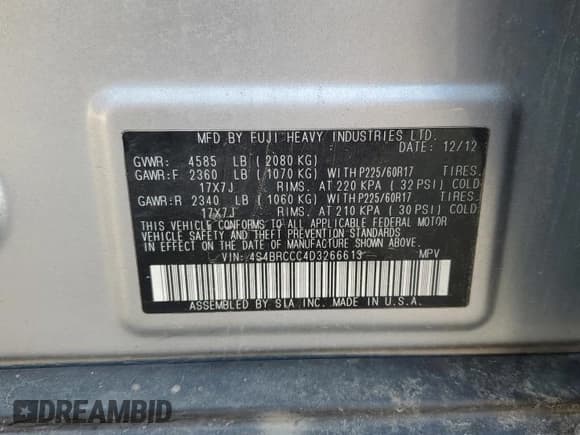 MFD BY FUJI HEAVY INDUSTRIES LTD.
DATE: 12/12
GVWR: 4585 LB ( 2080 KG)
GAWR:F 2360 LB ( 1070 KG) WITH P225/60R17 TIRES.
17X7J RIMS. AT 220 KPA ( 32 PSI) COLD
GAWR:R 2340 LB ( 1060 KG) WITH P225/60R17 TIRES.
17X7J RIMS. AT 210 KPA ( 30 PSI) COLD
THIS VEHICLE CONFORMS TO ALL APPLICABLE FEDERAL MOTOR
VEHICLE SAFETY AND THEFT PREVENTION STANDARDS IN EFFECT
ON THE DATE OF MANUFACTURE SHOWN ABOVE.
VIN: 4S4BRCCC4D3266613 MPV
ASSEMBLED BY SIA INC. MADE IN U.S.A.
DREAMBID